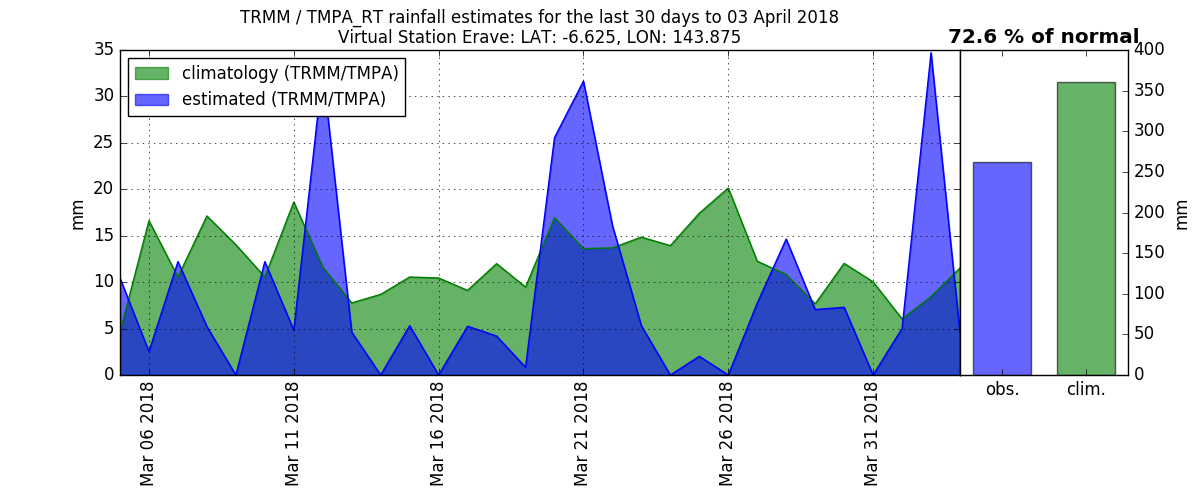 TRMM / TMPA_RT rainfall estimates for the last 30 days to 03 April 2018
Virtual Station Erave: LAT: -6.625, LON: 143.875
72.6 % of normal
climatology (TRMM/TMPA)
estimated (TRMM/TMPA)
35
30
25
20
15
10
5
0
mm
Mar 06 2018
Mar 11 2018
Mar 16 2018
Mar 21 2018
Mar 26 2018
Mar 31 2018
obs.
clim.
400
350
300
250
200
150
100
50
0
mm